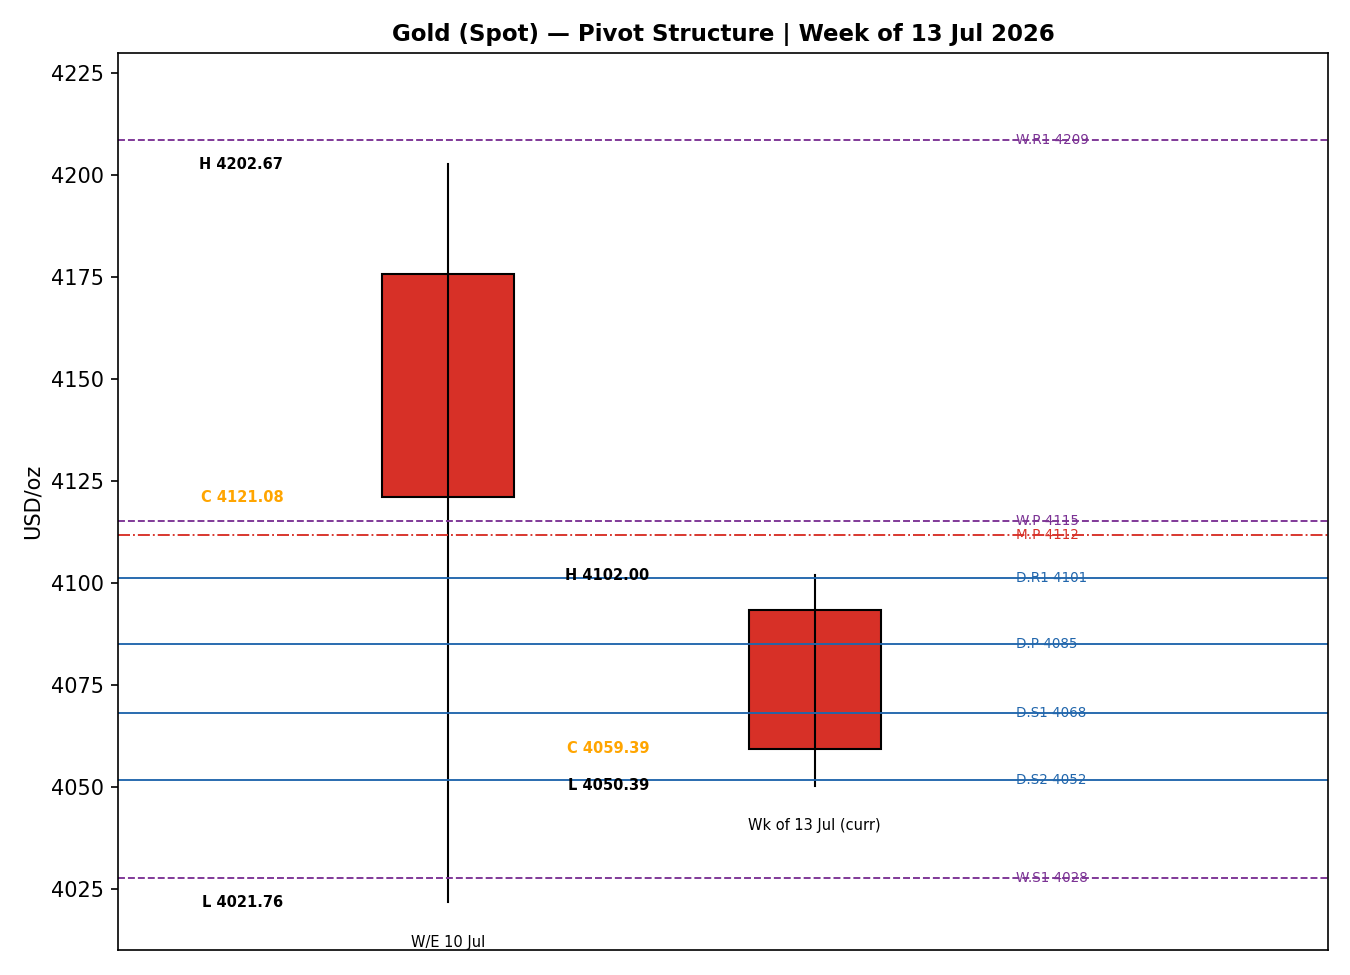 Gold (Spot) — Pivot Structure | Week of 13 Jul 2026
USD/oz
4225
4200
4175
4150
4125
4100
4075
4050
4025
W.R1 4209
H 4202.67
C 4121.08
W.P 4115
M.P 4112
H 4102.00
D.R1 4101
D.P 4085
D.S1 4068
C 4059.39
D.S2 4052
L 4050.39
Wk of 13 Jul (curr)
W.S1 4028
L 4021.76
W/E 10 Jul